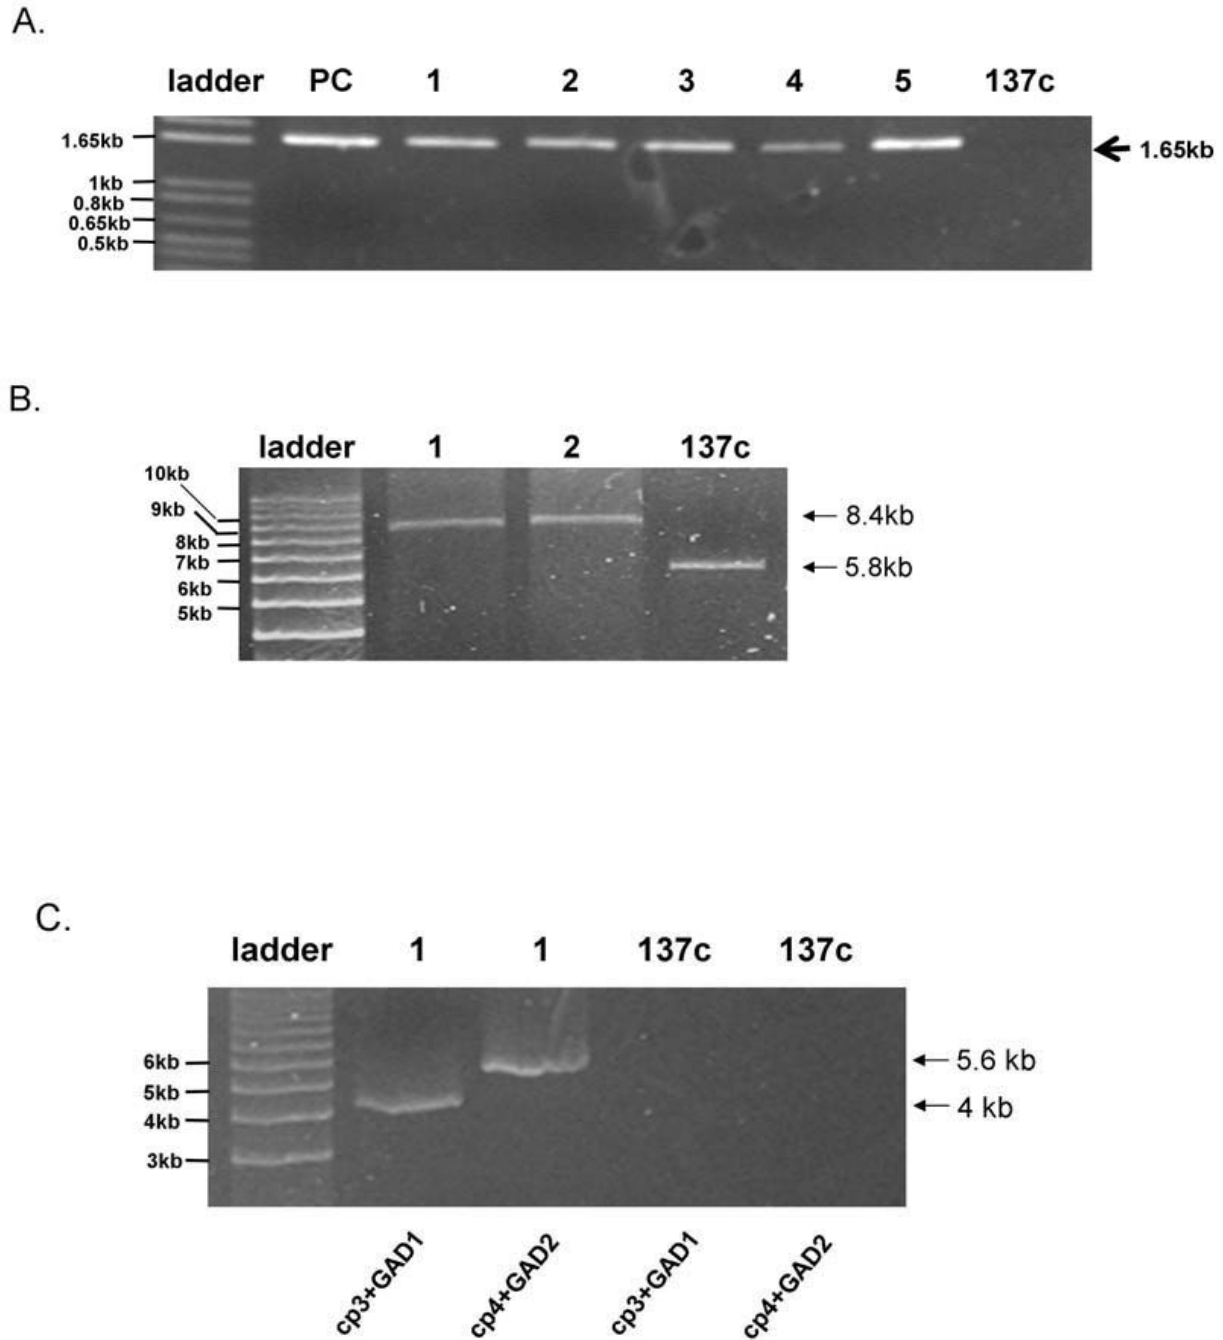 A.
ladder PC 1 2 3 4 5 137c
1.65kb
1.65kb
1kb
0.8kb
0.65kb
0.5kb
B.
ladder 1 2 137c
10kb
9kb
8.4kb
8kb
7kb
5.8kb
6kb
5kb
C.
ladder 1 1 137c 137c
6kb
5.6 kb
5kb
4 kb
4kb
3kb
cp3+GAD1 cp4+GAD2 cp3+GAD1 cp4+GAD2